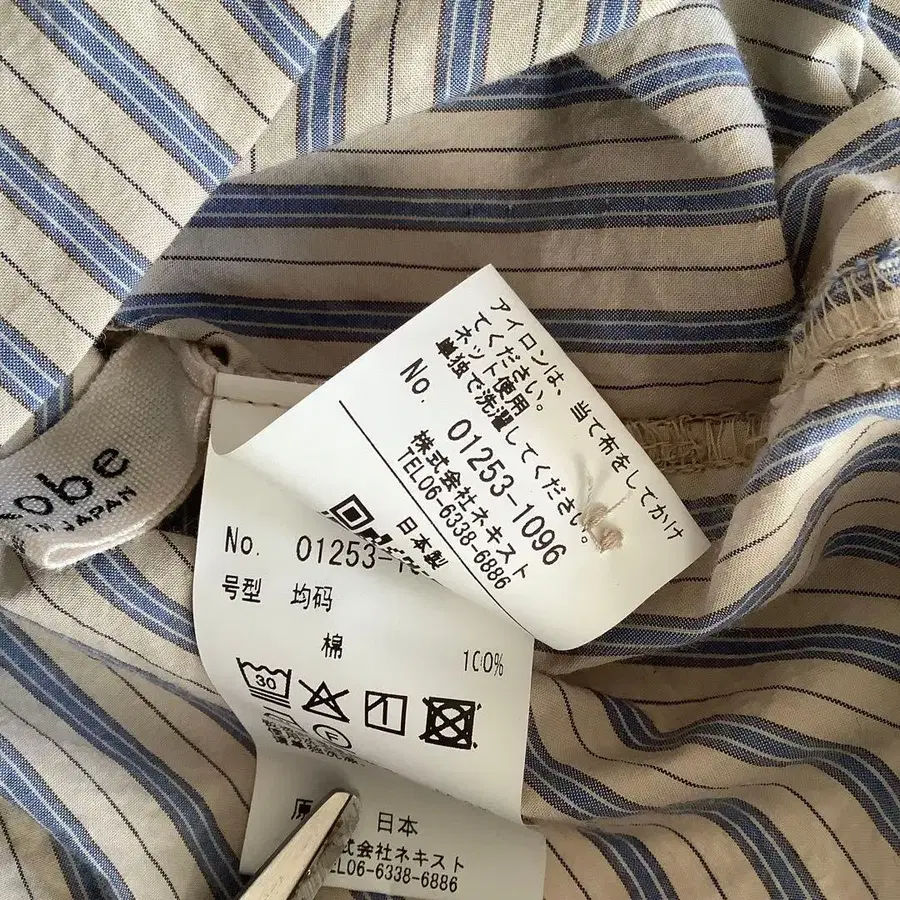 obe
IN JAPAN
アイロンは、当て布をしてかけ
てください。
ネット使用
単独で洗濯してください。
No. 01253-1096
株式会社ネキスト
TEL06-6338-6886
日本製
No. 01253-
号型 均码
棉 100%
30
F
日本
式会社ネキスト
EL06-6338-6886